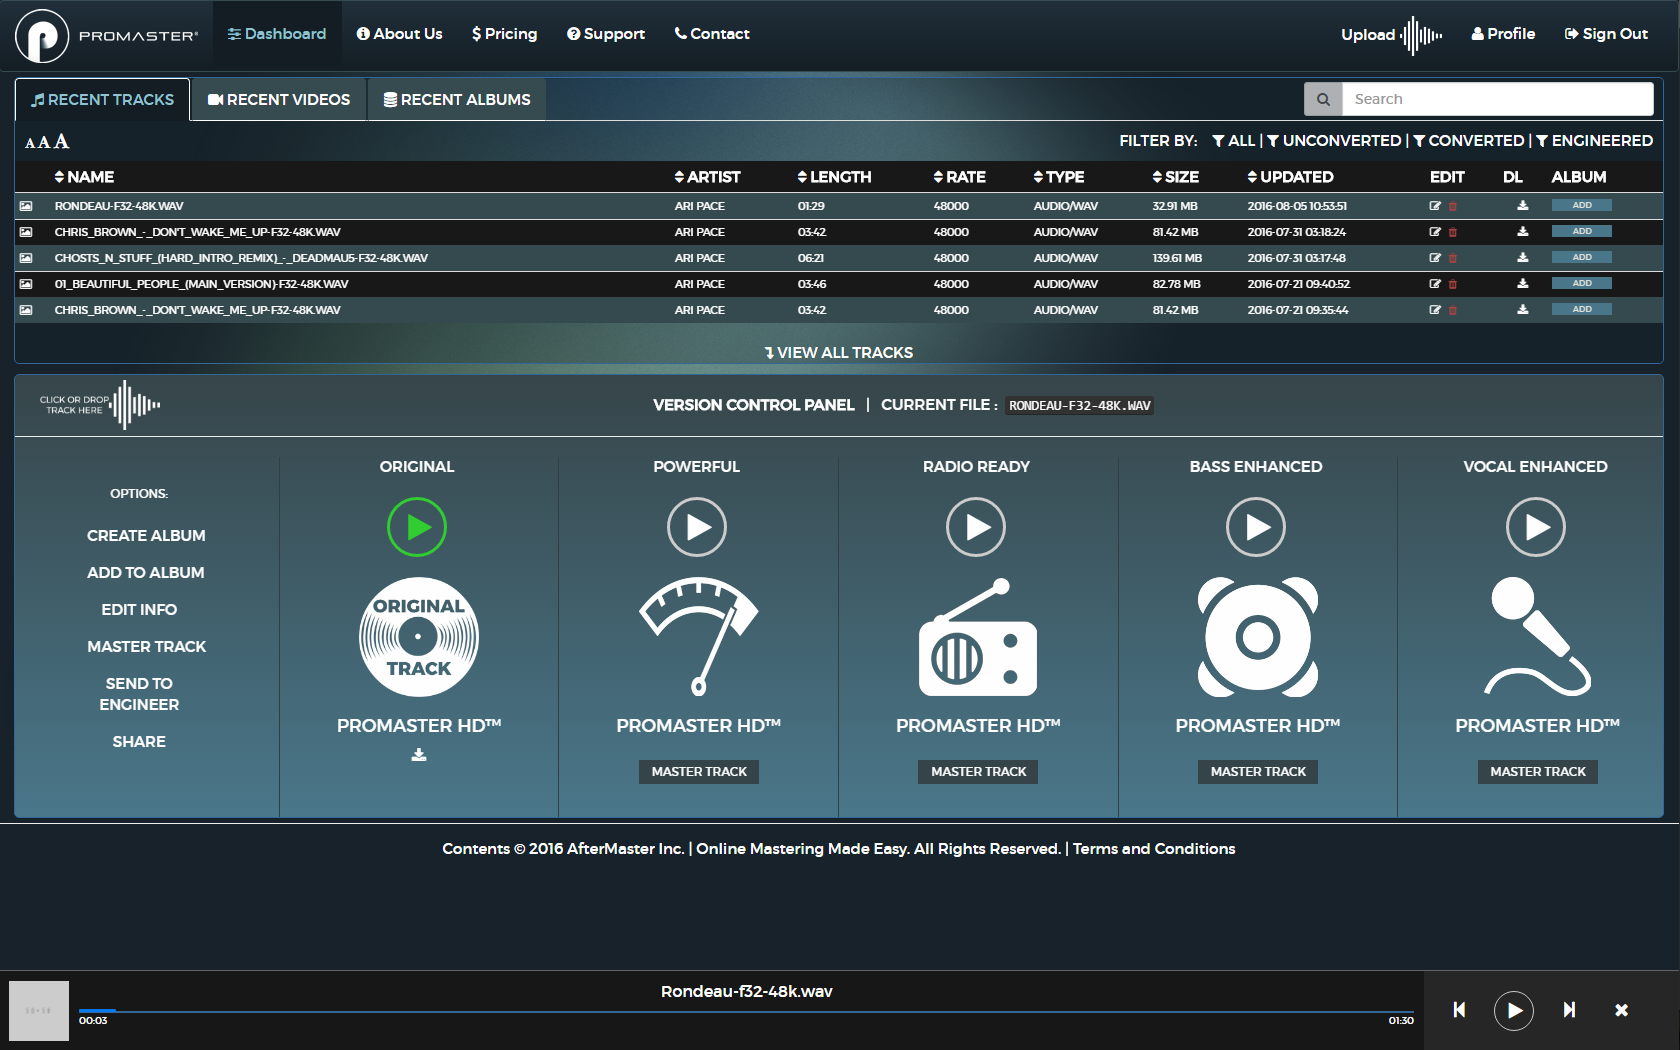 PROMASTER® Dashboard About Us $ Pricing Support Contact Upload Profile Sign Out
RECENT TRACKS RECENT VIDEOS RECENT ALBUMS Search
A A A FILTER BY: ALL | UNCONVERTED | CONVERTED | ENGINEERED
NAME ARTIST LENGTH RATE TYPE SIZE UPDATED EDIT DL ALBUM
RONDEAU-F32-48K.WAV ARI PACE 01:29 48000 AUDIO/WAV 32.91 MB 2016-08-05 10:53:51 ADD
CHRIS_BROWN_-_DON'T_WAKE_ME_UP-F32-48K.WAV ARI PACE 03:42 48000 AUDIO/WAV 81.42 MB 2016-07-31 03:18:24 ADD
GHOSTS_N_STUFF_(HARD_INTRO_REMIX)_-_DEADMAU5-F32-48K.WAV ARI PACE 06:21 48000 AUDIO/WAV 139.61 MB 2016-07-31 03:17:48 ADD
01_BEAUTIFUL_PEOPLE_(MAIN_VERSION)-F32-48K.WAV ARI PACE 03:46 48000 AUDIO/WAV 82.78 MB 2016-07-21 09:40:52 ADD
CHRIS_BROWN_-_DON'T_WAKE_ME_UP-F32-48K.WAV ARI PACE 03:42 48000 AUDIO/WAV 81.42 MB 2016-07-21 09:35:44 ADD
VIEW ALL TRACKS
CLICK OR DROP
TRACK HERE
VERSION CONTROL PANEL | CURRENT FILE : RONDEAU-F32-48K.WAV
OPTIONS:
CREATE ALBUM
ADD TO ALBUM
EDIT INFO
MASTER TRACK
SEND TO
ENGINEER
SHARE
ORIGINAL
ORIGINAL
TRACK
PROMASTER HD™
POWERFUL
PROMASTER HD™
MASTER TRACK
RADIO READY
PROMASTER HD™
MASTER TRACK
BASS ENHANCED
PROMASTER HD™
MASTER TRACK
VOCAL ENHANCED
PROMASTER HD™
MASTER TRACK
Contents © 2016 AfterMaster Inc. | Online Mastering Made Easy. All Rights Reserved. | Terms and Conditions
Rondeau-f32-48k.wav
00:03 01:30